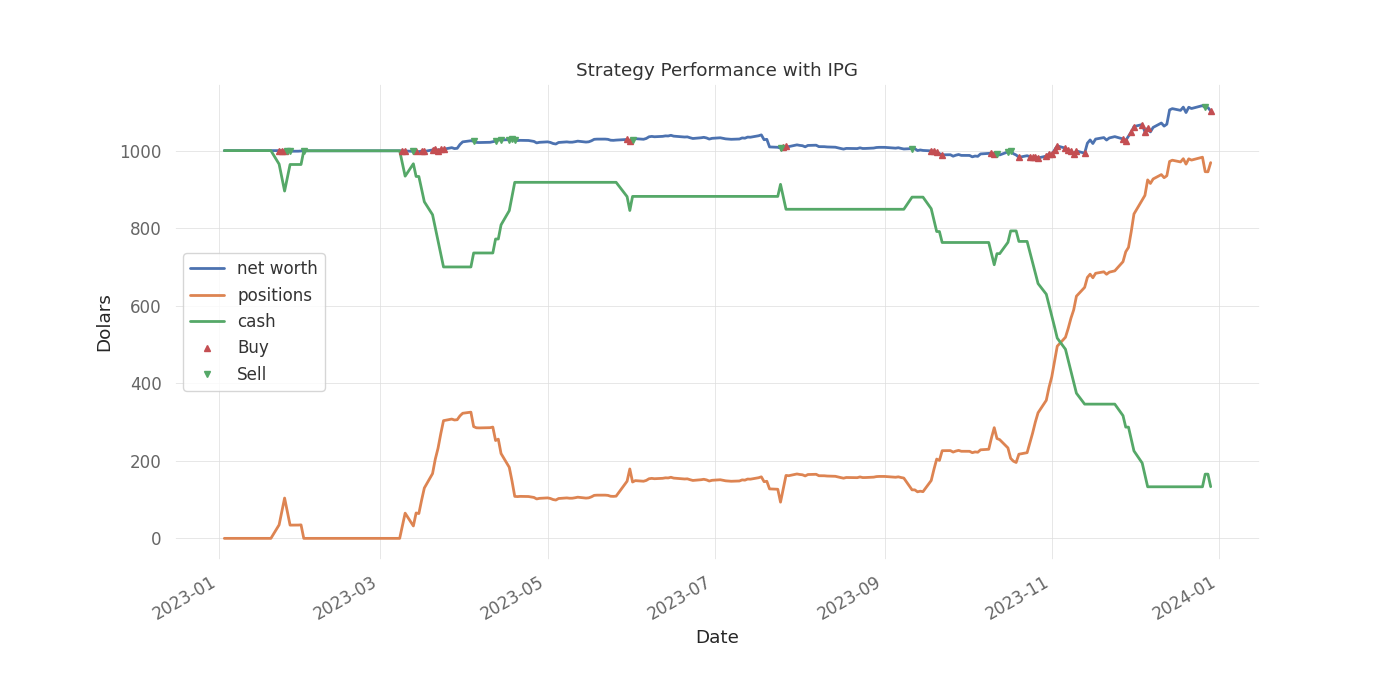 Strategy Performance with IPG
1000
800
600
400
200
0
Dolars
net worth
positions
cash
Buy
Sell
2023-01
2023-03
2023-05
2023-07
2023-09
2023-11
2024-01
Date